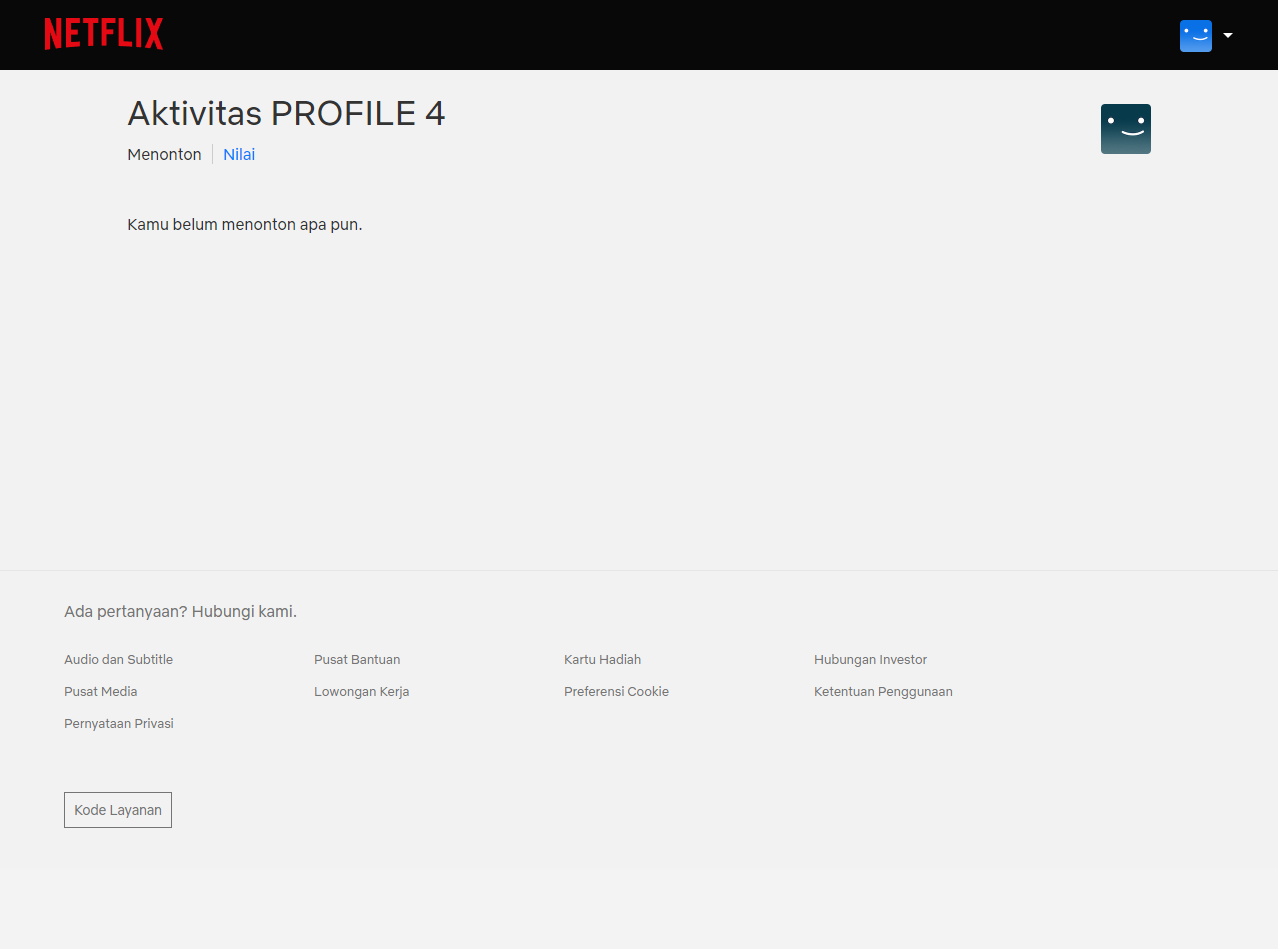 NETFLIX
Aktivitas PROFILE 4
Menonton
Nilai
Kamu belum menonton apa pun.
Ada pertanyaan? Hubungi kami.
Audio dan Subtitle
Pusat Bantuan
Kartu Hadiah
Hubungan Investor
Pusat Media
Lowongan Kerja
Preferensi Cookie
Ketentuan Penggunaan
Pernyataan Privasi
Kode Layanan